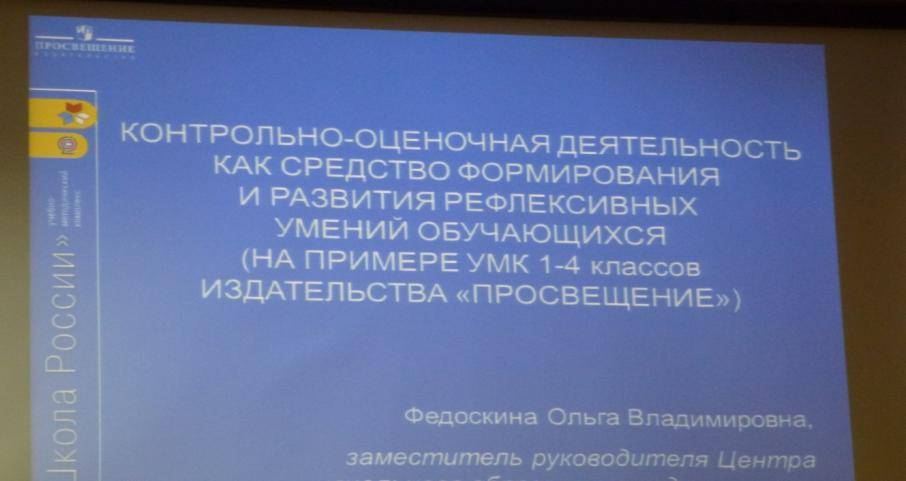 ПРОСВЕЩЕНИЕ
ИЗДАТЕЛЬСТВО
КОНТРОЛЬНО-ОЦЕНОЧНАЯ ДЕЯТЕЛЬНОСТЬ
КАК СРЕДСТВО ФОРМИРОВАНИЯ
И РАЗВИТИЯ РЕФЛЕКСИВНЫХ
УМЕНИЙ ОБУЧАЮЩИХСЯ
(НА ПРИМЕРЕ УМК 1-4 классов
ИЗДАТЕЛЬСТВА «ПРОСВЕЩЕНИЕ»)
учебно-
методический
комплекс
Школа России»
Федоскина Ольга Владимировна,
заместитель руководителя Центра